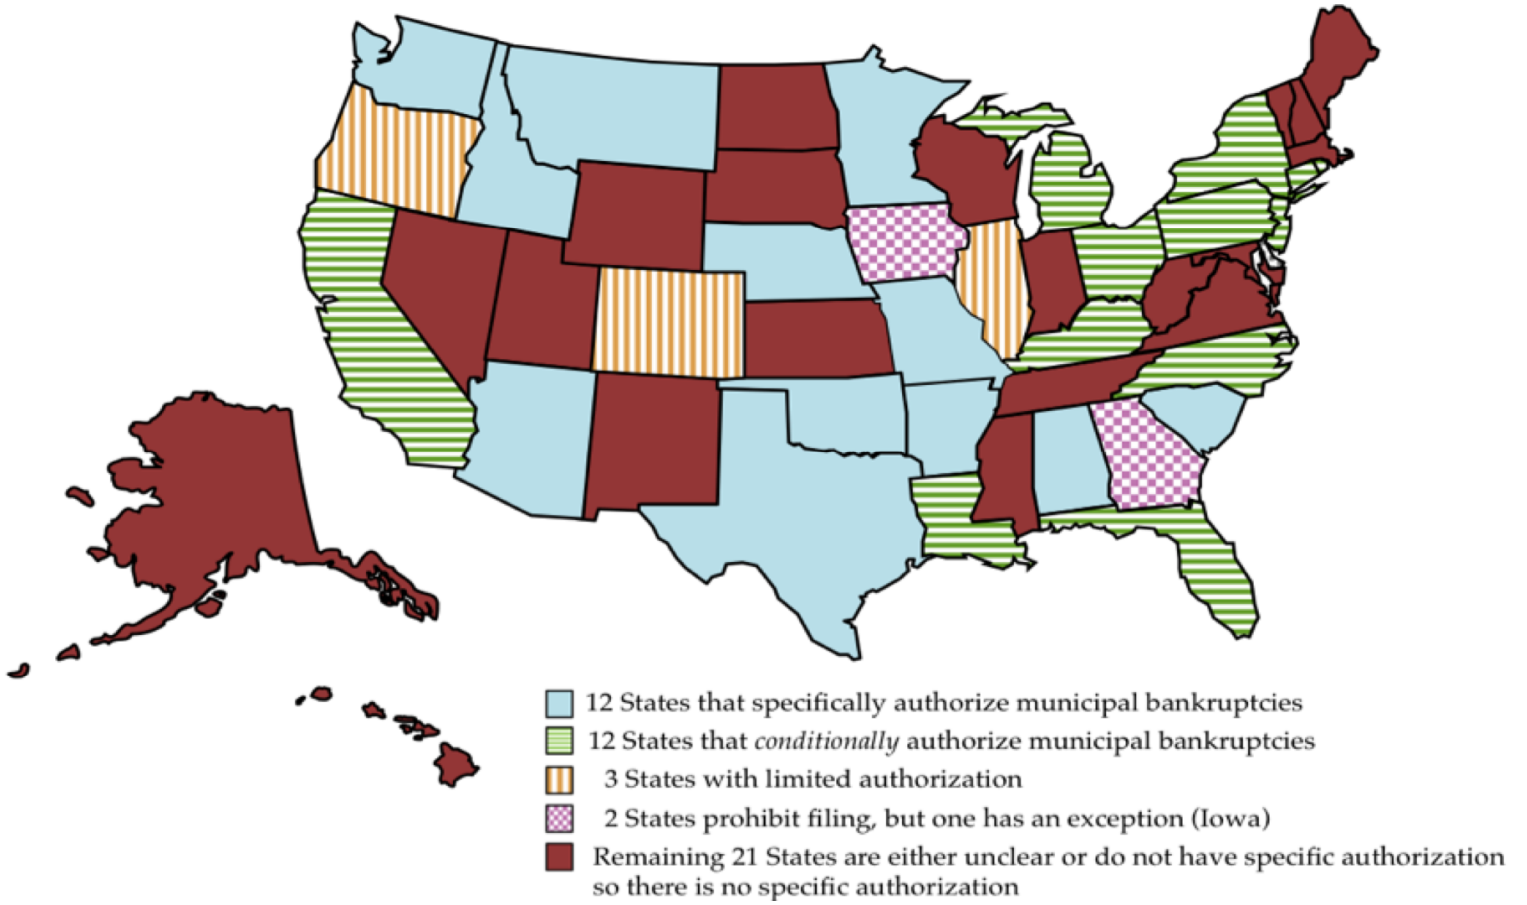 12 States that specifically authorize municipal bankruptcies
12 States that conditionally authorize municipal bankruptcies
3 States with limited authorization
2 States prohibit filing, but one has an exception (Iowa)
Remaining 21 States are either unclear or do not have specific authorization
so there is no specific authorization